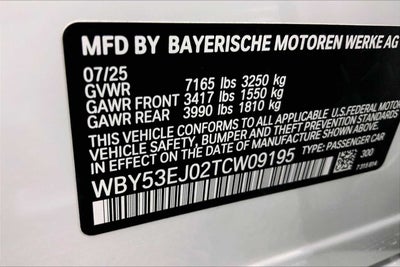 MFD BY BAYERISCHE MOTOREN WERKE AG
07/25
GVWR 7165 lbs 3250 kg
GAWR FRONT 3417 lbs 1550 kg
GAWR REAR 3990 lbs 1810 kg
THIS VEHICLE CONFORMS TO ALL APPLICABLE U.S. FEDERAL MOTOR
VEHICLE SAFETY, BUMPER, AND THEFT PREVENTION STANDARDS
IN EFFECT ON THE DATE OF MANUFACTURE SHOWN ABOVE.
WBY53EJ02TCW09195 TYPE: PASSENGER CAR
300